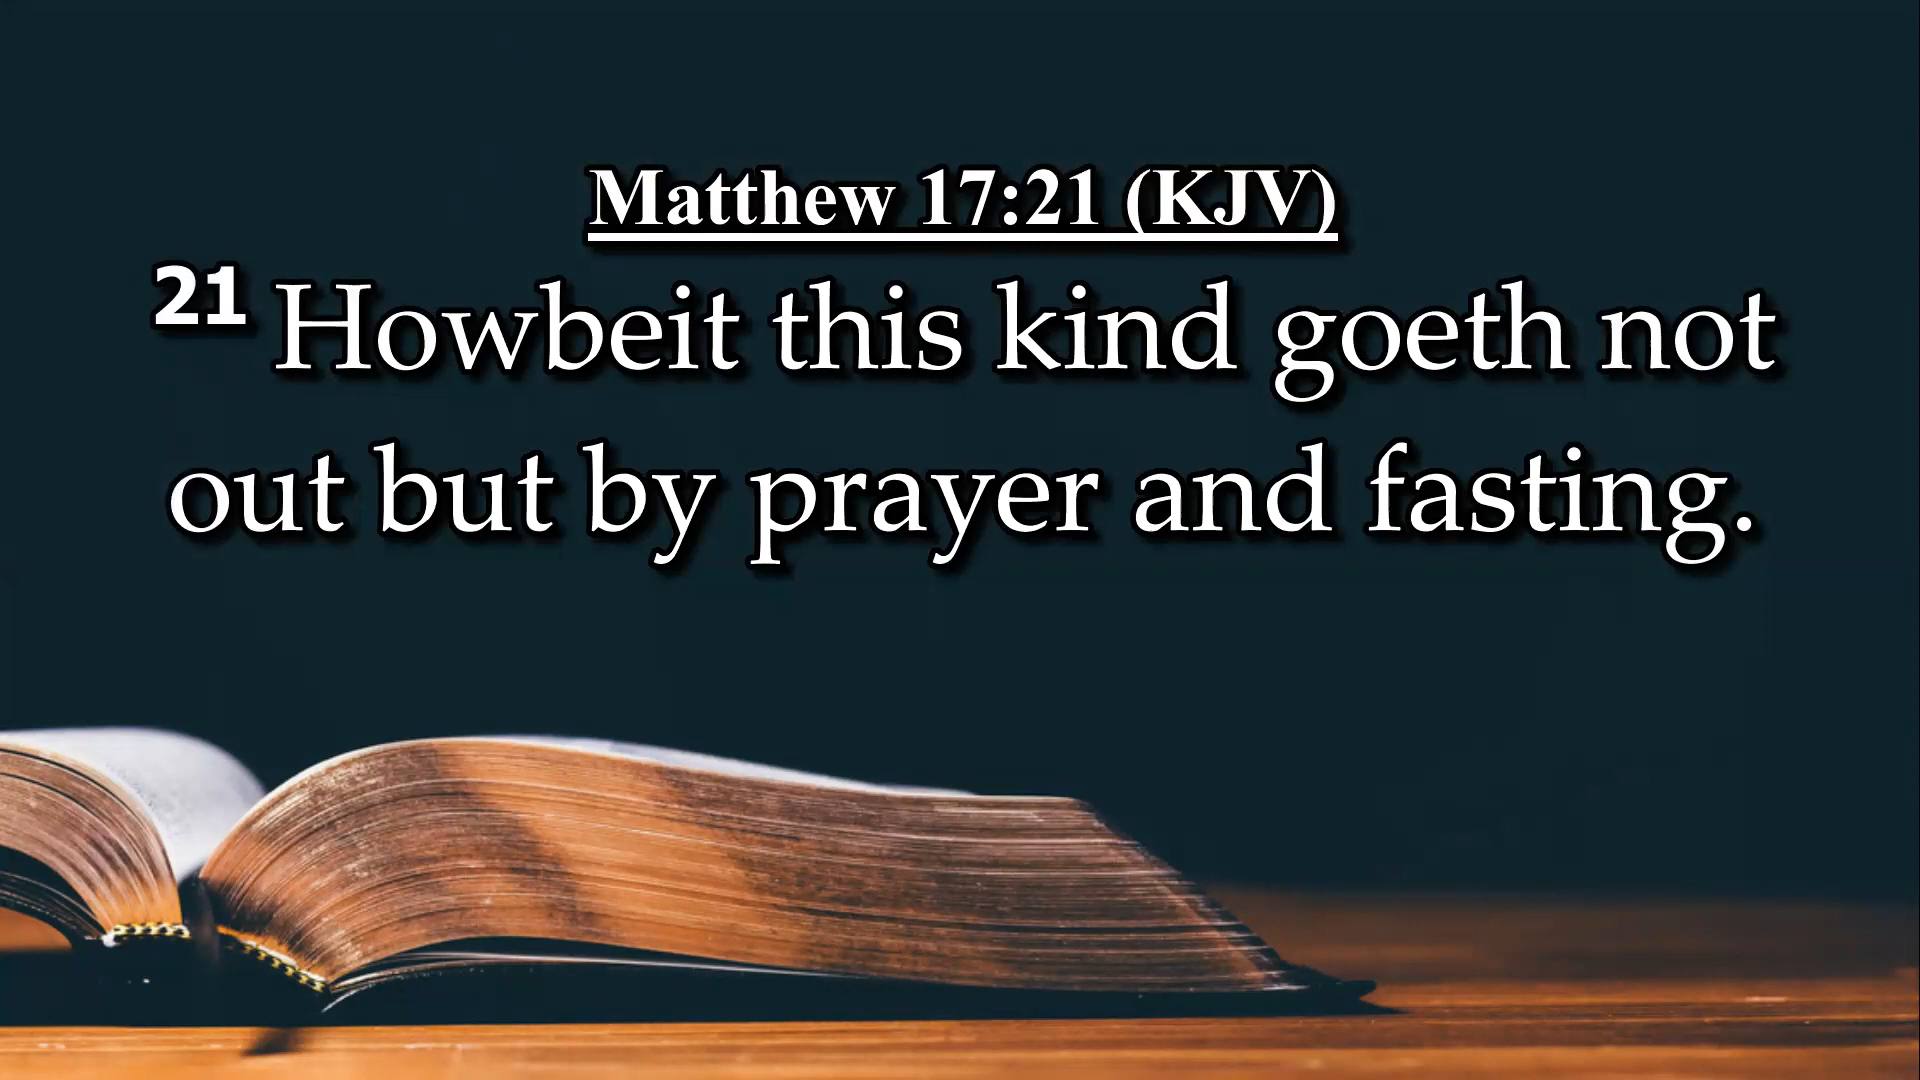 Matthew 17:21 (KJV)
21 Howbeit this kind goeth not
out but by prayer and fasting.